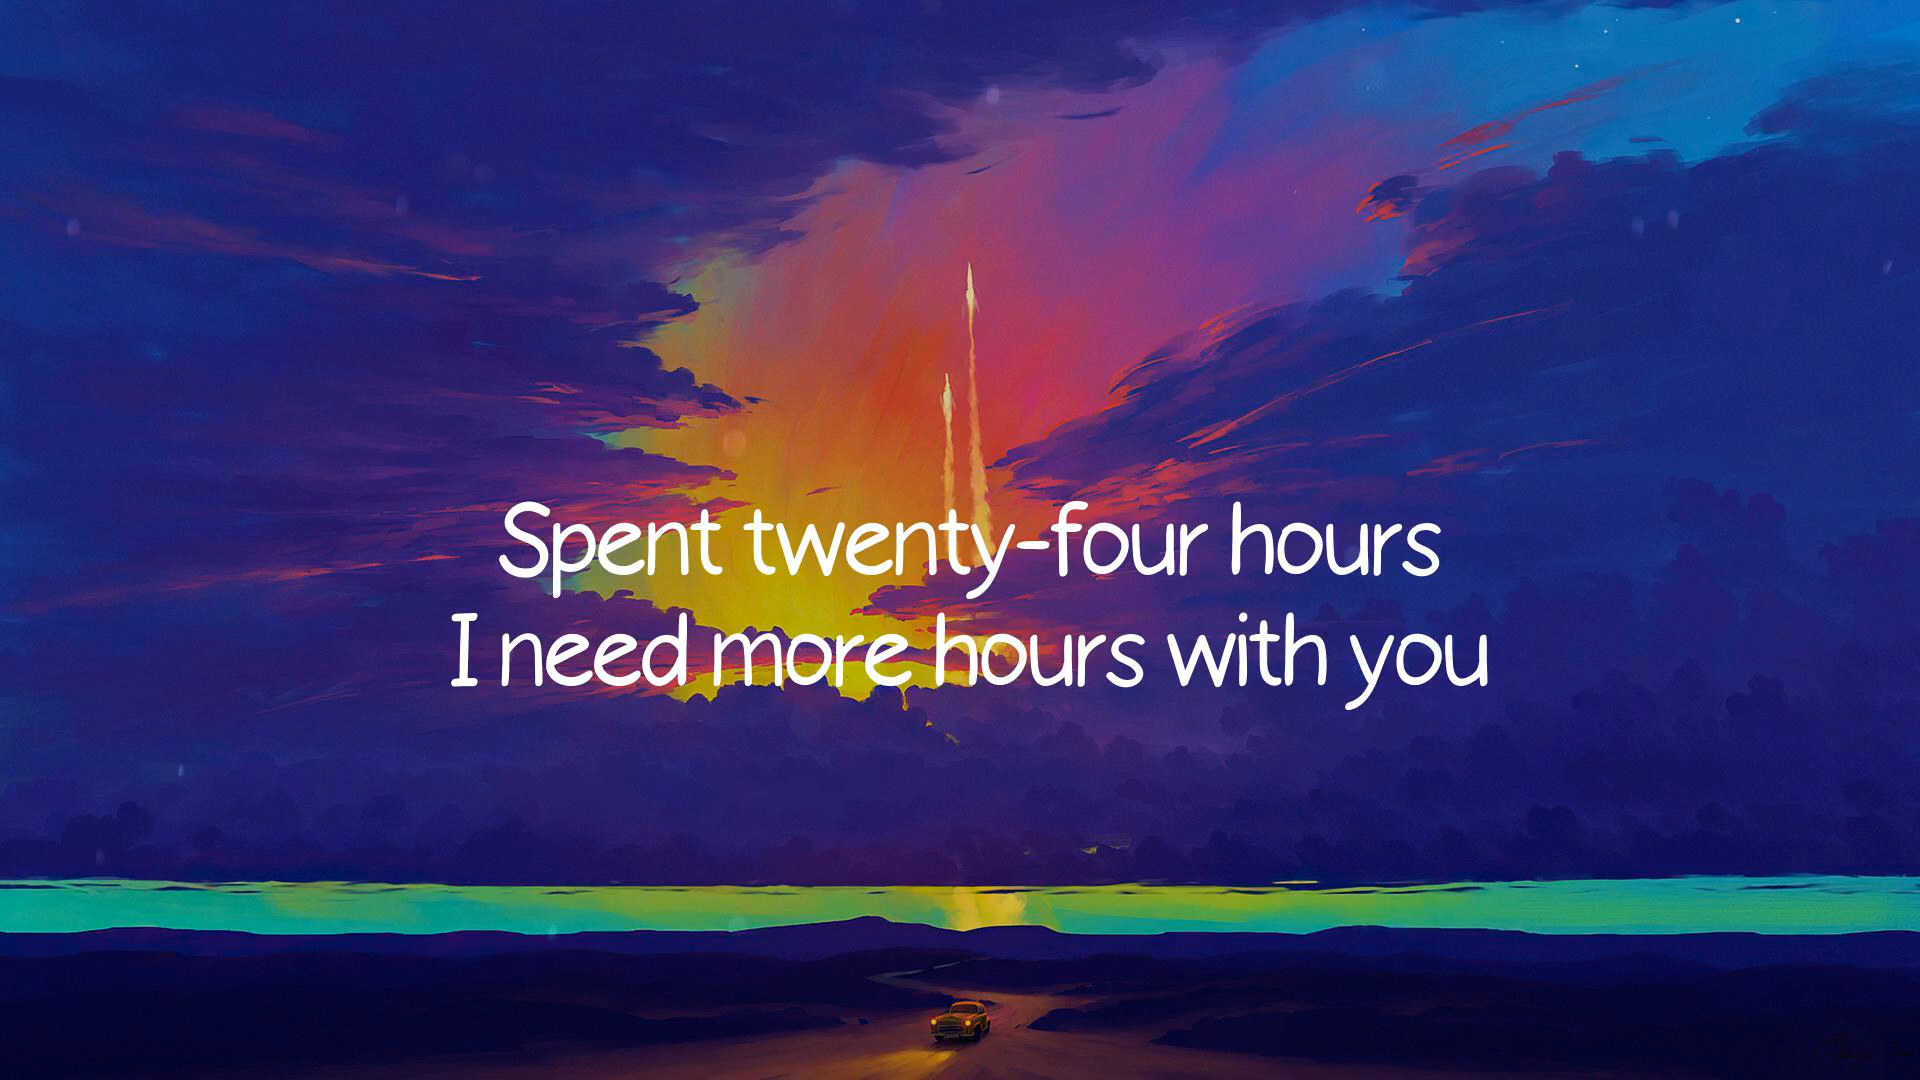 Spent twenty-four hours
I need more hours with you